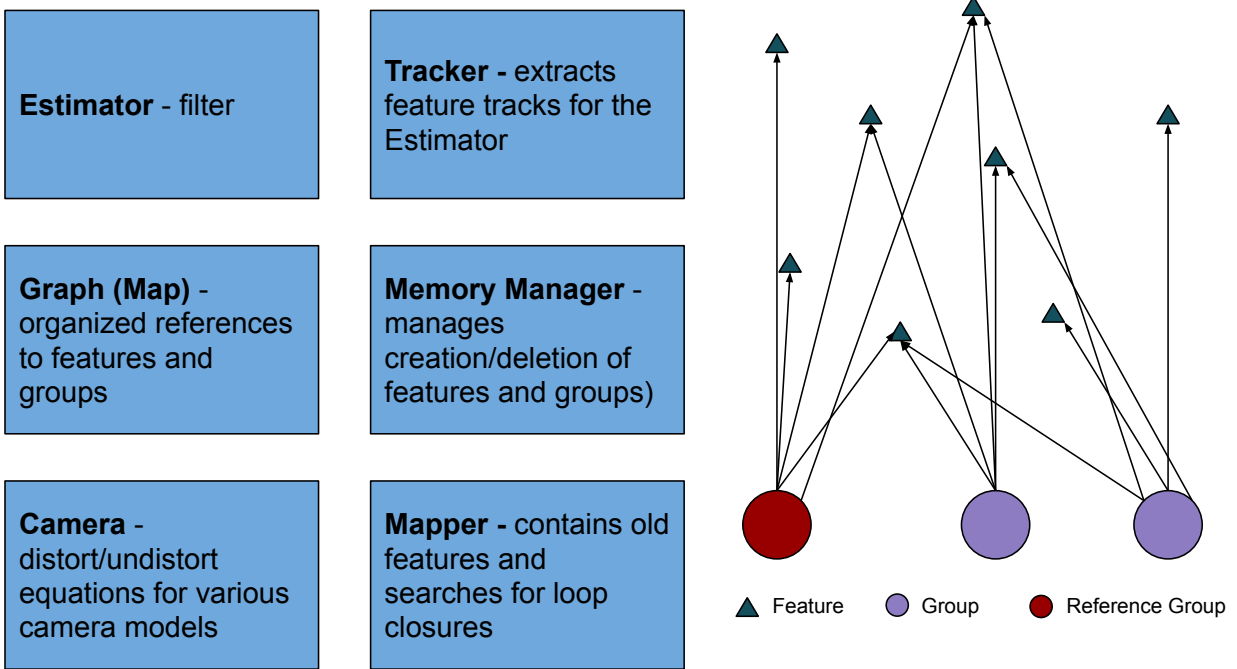 Estimator - filter
Tracker - extracts
feature tracks for the
Estimator
Graph (Map) -
organized references
to features and
groups
Memory Manager -
manages
creation/deletion of
features and groups)
Camera -
distort/undistort
equations for various
camera models
Mapper - contains old
features and
searches for loop
closures
Feature
Group
Reference Group